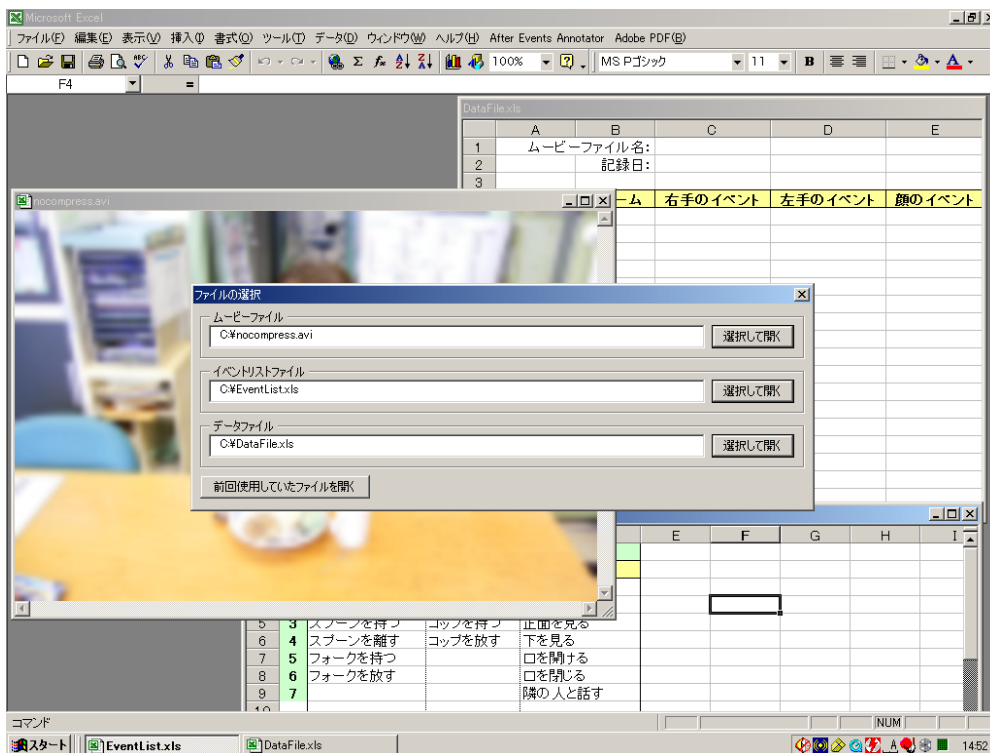 Microsoft Excel
ファイル(F) 編集(E) 表示(V) 挿入(I) 書式(O) ツール(T) データ(D) ウィンドウ(W) ヘルプ(H) After Events Annotator Adobe PDF(B)
100% MS Pゴシック 11 B
F4 =
DataFile.xls
A B C D E
1 ムービーファイル名:
2 記録日:
3
ーム 右手のイベント 左手のイベント 顔のイベント
nocompress.avi
ファイルの選択
ムービーファイル
C:¥nocompress.avi 選択して開く
イベントリストファイル
C:¥EventList.xls 選択して開く
データファイル
C:¥DataFile.xls 選択して開く
前回使用していたファイルを開く
E F G H I
5 3 スプーンを持つ コップを持つ 正面を見る
6 4 スプーンを離す コップを放す 下を見る
7 5 フォークを持つ 口を開ける
8 6 フォークを放す 口を閉じる
9 7 隣の人と話す
10
コマンド NUM
スタート EventList.xls DataFile.xls 14:52